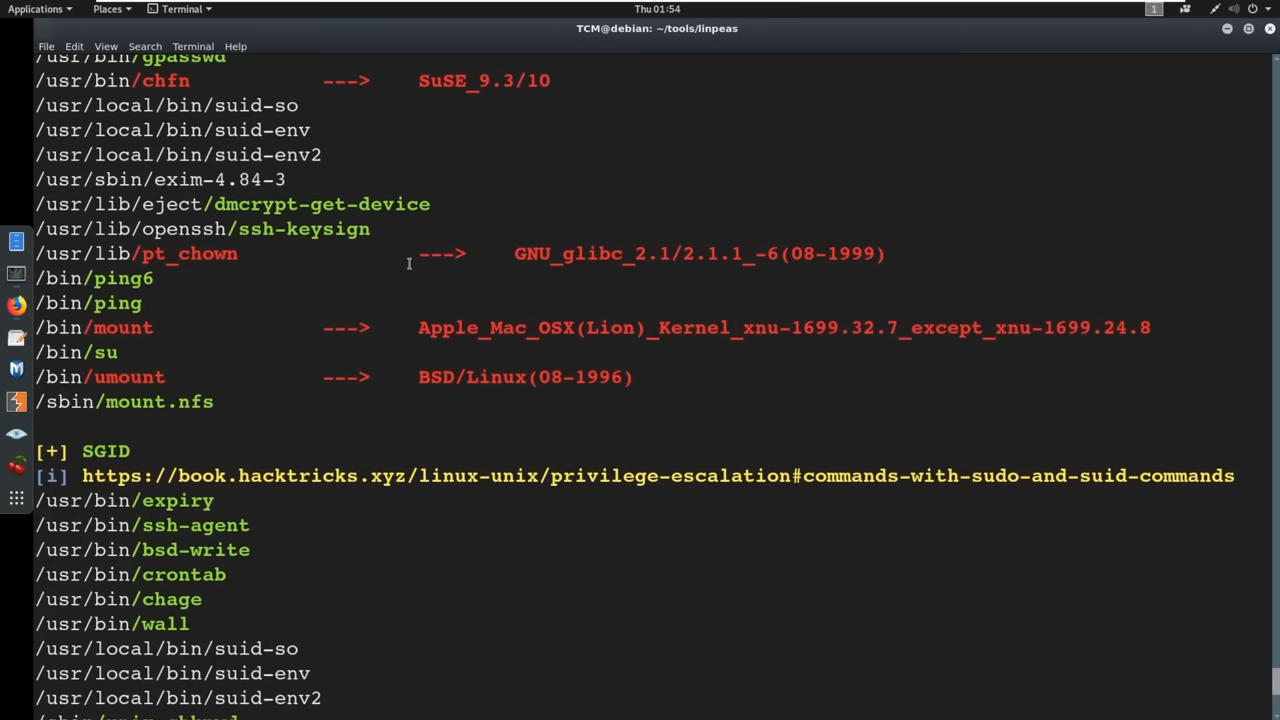 Applications
Places
Terminal
Thu 01:54
1
TCM@debian: ~/tools/linpeas
File Edit View Search Terminal Help
/usr/bin/gpasswd
/usr/bin/chfn ---> SuSE_9.3/10
/usr/local/bin/suid-so
/usr/local/bin/suid-env
/usr/local/bin/suid-env2
/usr/sbin/exim-4.84-3
/usr/lib/eject/dmcrypt-get-device
/usr/lib/openssh/ssh-keysign
/usr/lib/pt_chown ---> GNU_glibc_2.1/2.1.1_-6(08-1999)
/bin/ping6
/bin/ping
/bin/mount ---> Apple_Mac_OSX(Lion)_Kernel_xnu-1699.32.7_except_xnu-1699.24.8
/bin/su
/bin/umount ---> BSD/Linux(08-1996)
/sbin/mount.nfs
[+] SGID
[i] https://book.hacktricks.xyz/linux-unix/privilege-escalation#commands-with-sudo-and-suid-commands
/usr/bin/expiry
/usr/bin/ssh-agent
/usr/bin/bsd-write
/usr/bin/crontab
/usr/bin/chage
/usr/bin/wall
/usr/local/bin/suid-so
/usr/local/bin/suid-env
/usr/local/bin/suid-env2